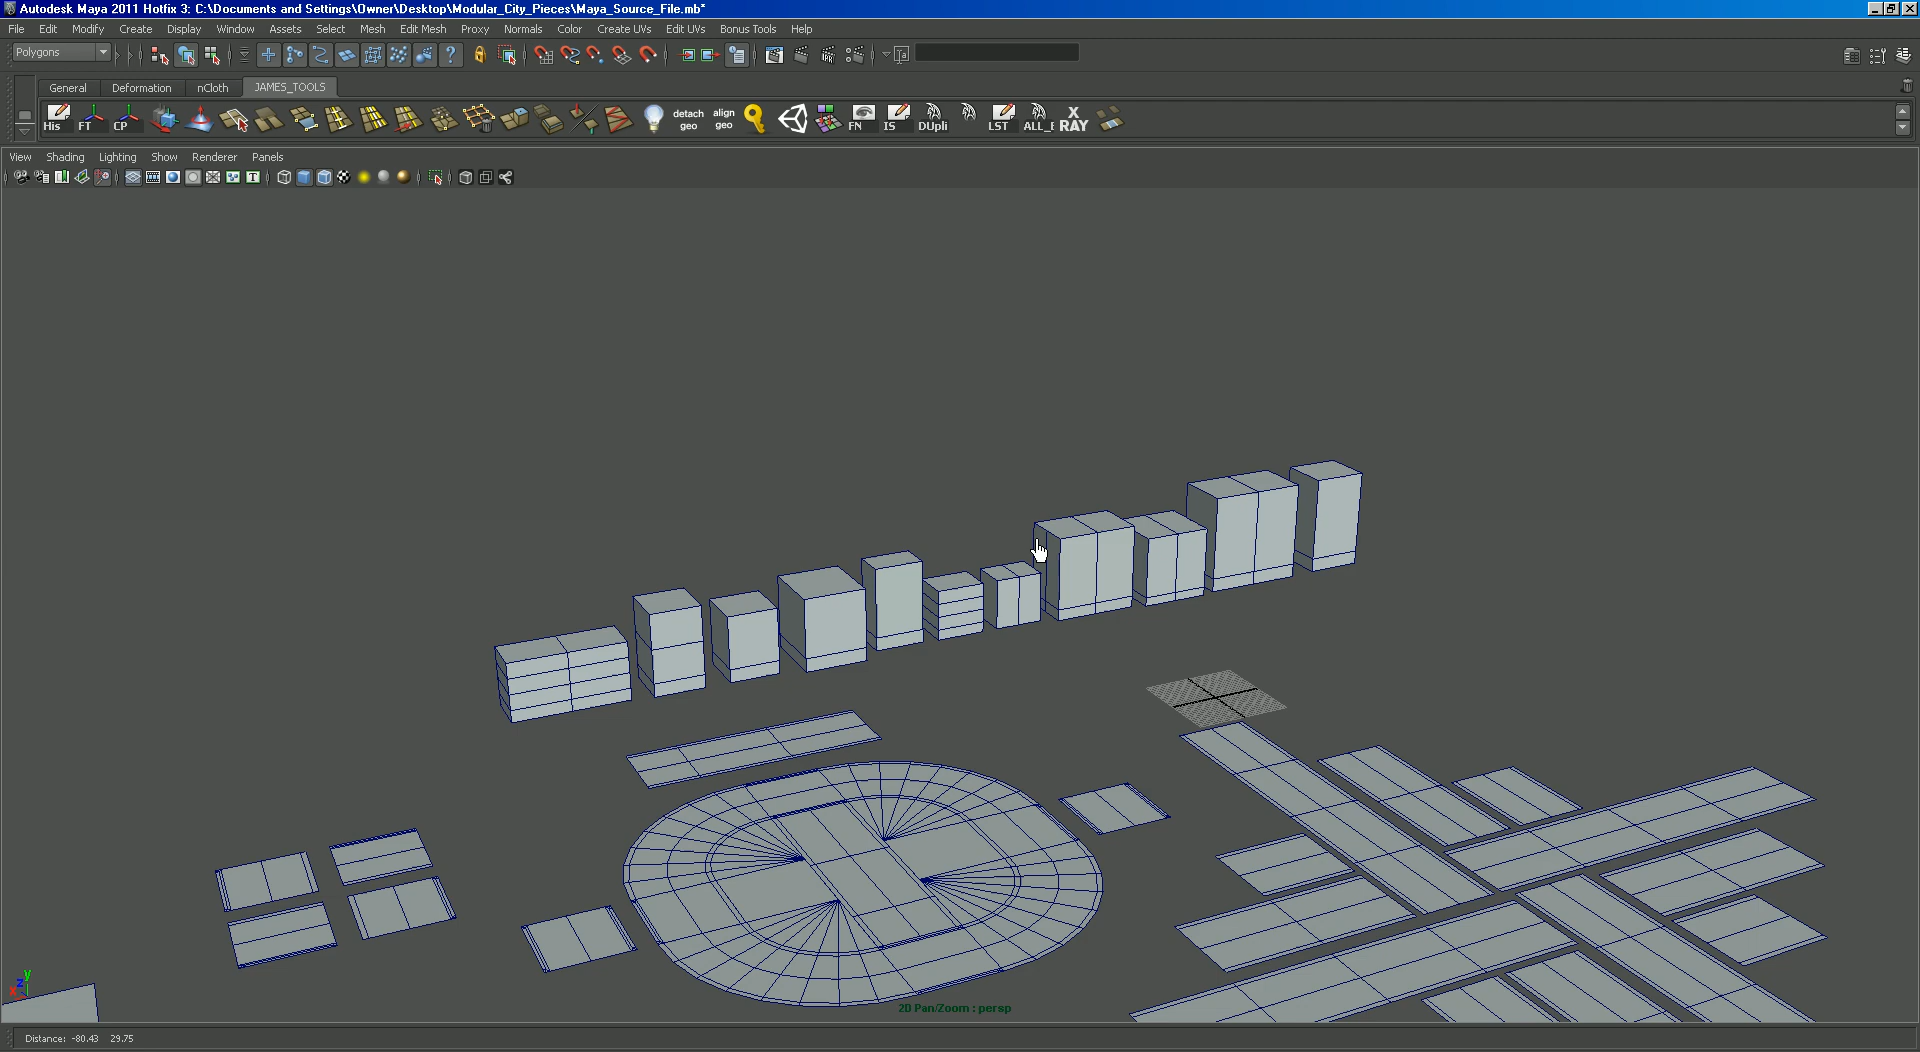 Autodesk Maya 2011 Hotfix 3: C:\Documents and Settings\Owner\Desktop\Modular_City_Pieces\Maya_Source_File.mb*
File Edit Modify Create Display Window Assets Select Mesh Edit Mesh Proxy Normals Color Create UVs Edit UVs Bonus Tools Help
Polygons
General Deformation nCloth JAMES_TOOLS
His FT CP detach geo align geo FN IS DUpli LST ALL_E X RAY
View Shading Lighting Show Renderer Panels
y
z
x
2D Pan/Zoom : persp
Distance: -80.43 29.75